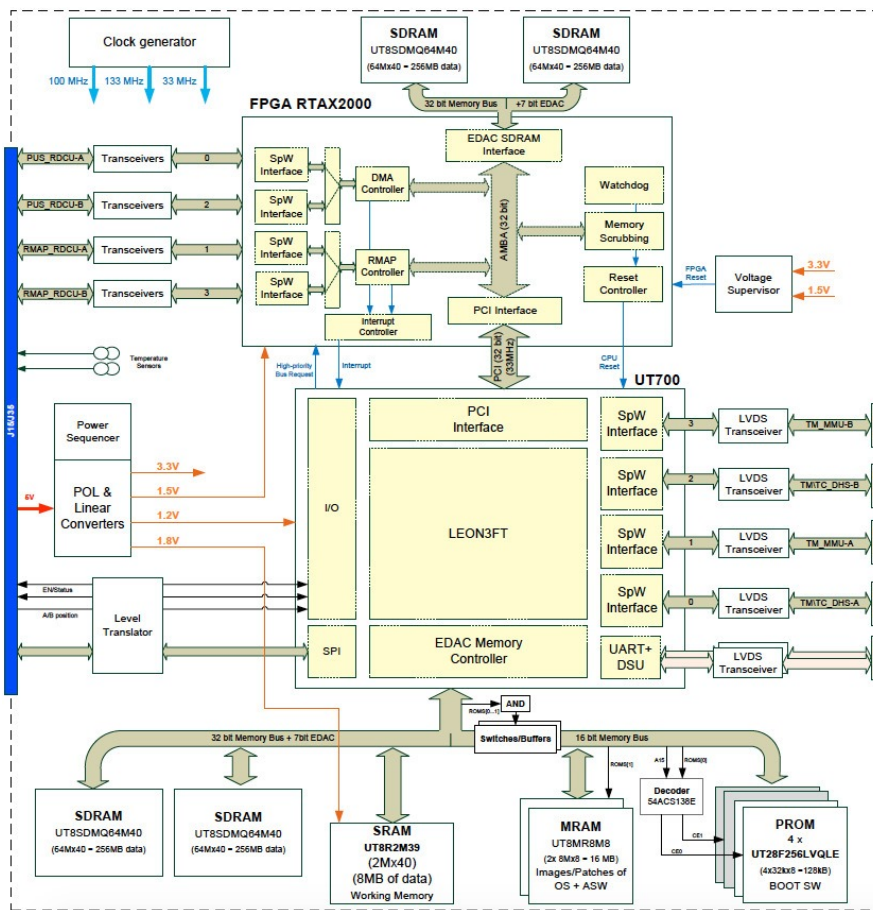 Clock generator
100 MHz
133 MHz
33 MHz
SDRAM
UT8SDMQ64M40
(64Mx40 = 256MB data)
SDRAM
UT8SDMQ64M40
(64Mx40 = 256MB data)
32 bit Memory Bus
+7 bit EDAC
FPGA RTAX2000
EDAC SDRAM
Interface
PUS_RDCU-A
Transceivers
0
SpW
Interface
PUS_RDCU-B
Transceivers
2
SpW
Interface
RMAP_RDCU-A
Transceivers
1
SpW
Interface
RMAP_RDCU-B
Transceivers
3
SpW
Interface
DMA
Controller
RMAP
Controller
Interrupt
Controller
AMBA (32 bit)
Watchdog
Memory
Scrubbing
Reset
Controller
PCI Interface
FPGA
Reset
Voltage
Supervisor
3.3V
1.5V
Temperature
Sensors
High-priority
Bus Request
Interrupt
PCI (32 bit)
(33MHz)
CPU
Reset
UT700
J15/J35
Power
Sequencer
POL &
Linear
Converters
6V
3.3V
1.5V
1.2V
1.8V
I/O
PCI
Interface
LEON3FT
SpW
Interface
3
LVDS
Transceiver
TM_MMU-B
SpW
Interface
2
LVDS
Transceiver
TM\TC_DHS-B
SpW
Interface
1
LVDS
Transceiver
TM_MMU-A
SpW
Interface
0
LVDS
Transceiver
TM\TC_DHS-A
EN/Status
A/B position
Level
Translator
SPI
EDAC Memory
Controller
UART+
DSU
LVDS
Transceiver
ROMS[0...1]
AND
32 bit Memory Bus + 7bit EDAC
Switches/Buffers
16 bit Memory Bus
ROMS[1]
A15
ROMS[0]
Decoder
54ACS138E
CE1
CE0
SDRAM
UT8SDMQ64M40
(64Mx40 = 256MB data)
SDRAM
UT8SDMQ64M40
(64Mx40 = 256MB data)
SRAM
UT8R2M39
(2Mx40)
(8MB of data)
Working Memory
MRAM
UT8MR8M8
(2x 8Mx8 = 16 MB)
Images/Patches of
OS + ASW
PROM
4 x
UT28F256LVQLE
(4x32kx8 =128kB)
BOOT SW